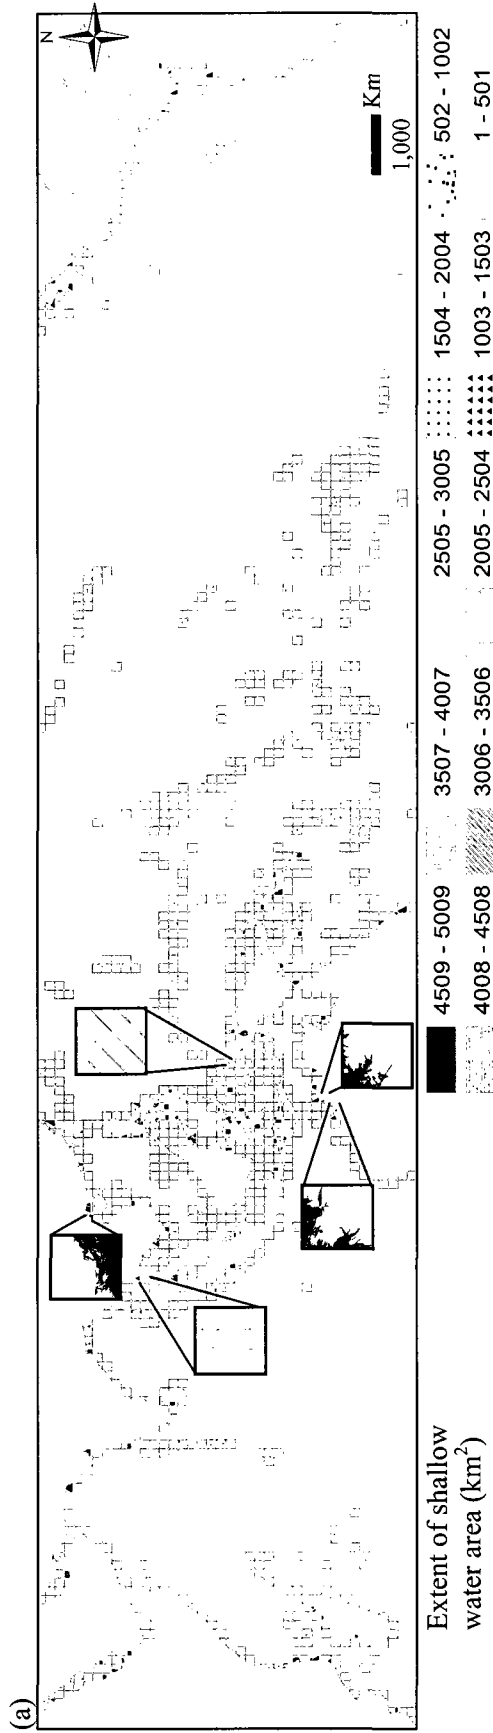 (a)
N
Km
1,000
Extent of shallow
water area (km²)
4509 - 5009 3507 - 4007 2505 - 3005 1504 - 2004 502 - 1002
4008 - 4508 3006 - 3506 2005 - 2504 1003 - 1503 1 - 501